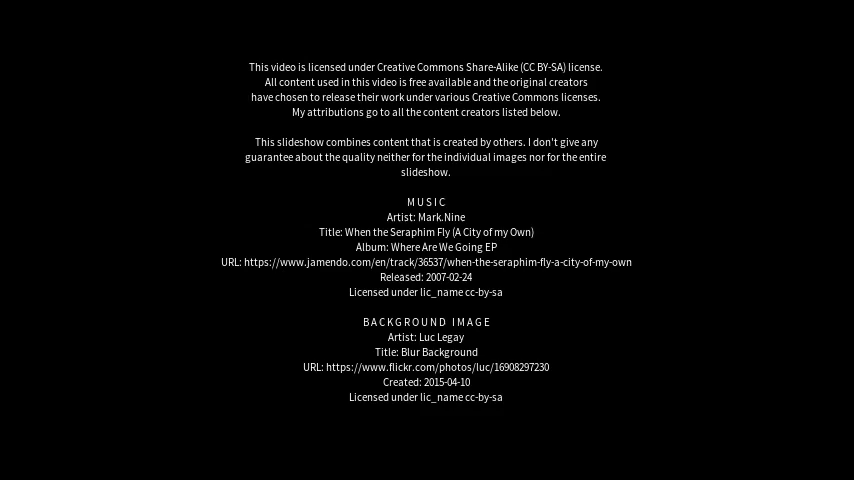 This video is licensed under Creative Commons Share-Alike (CC BY-SA) license.
All content used in this video is free available and the original creators
have chosen to release their work under various Creative Commons licenses.
My attributions go to all the content creators listed below.
This slideshow combines content that is created by others. I don't give any
guarantee about the quality neither for the individual images nor for the entire
slideshow.
MUSIC
Artist: Mark.Nine
Title: When the Seraphim Fly (A City of my Own)
Album: Where Are We Going EP
URL: https://www.jamendo.com/en/track/36537/when-the-seraphim-fly-a-city-of-my-own
Released: 2007-02-24
Licensed under lic_name cc-by-sa
BACKGROUND IMAGE
Artist: Luc Legay
Title: Blur Background
URL: https://www.flickr.com/photos/luc/16908297230
Created: 2015-04-10
Licensed under lic_name cc-by-sa